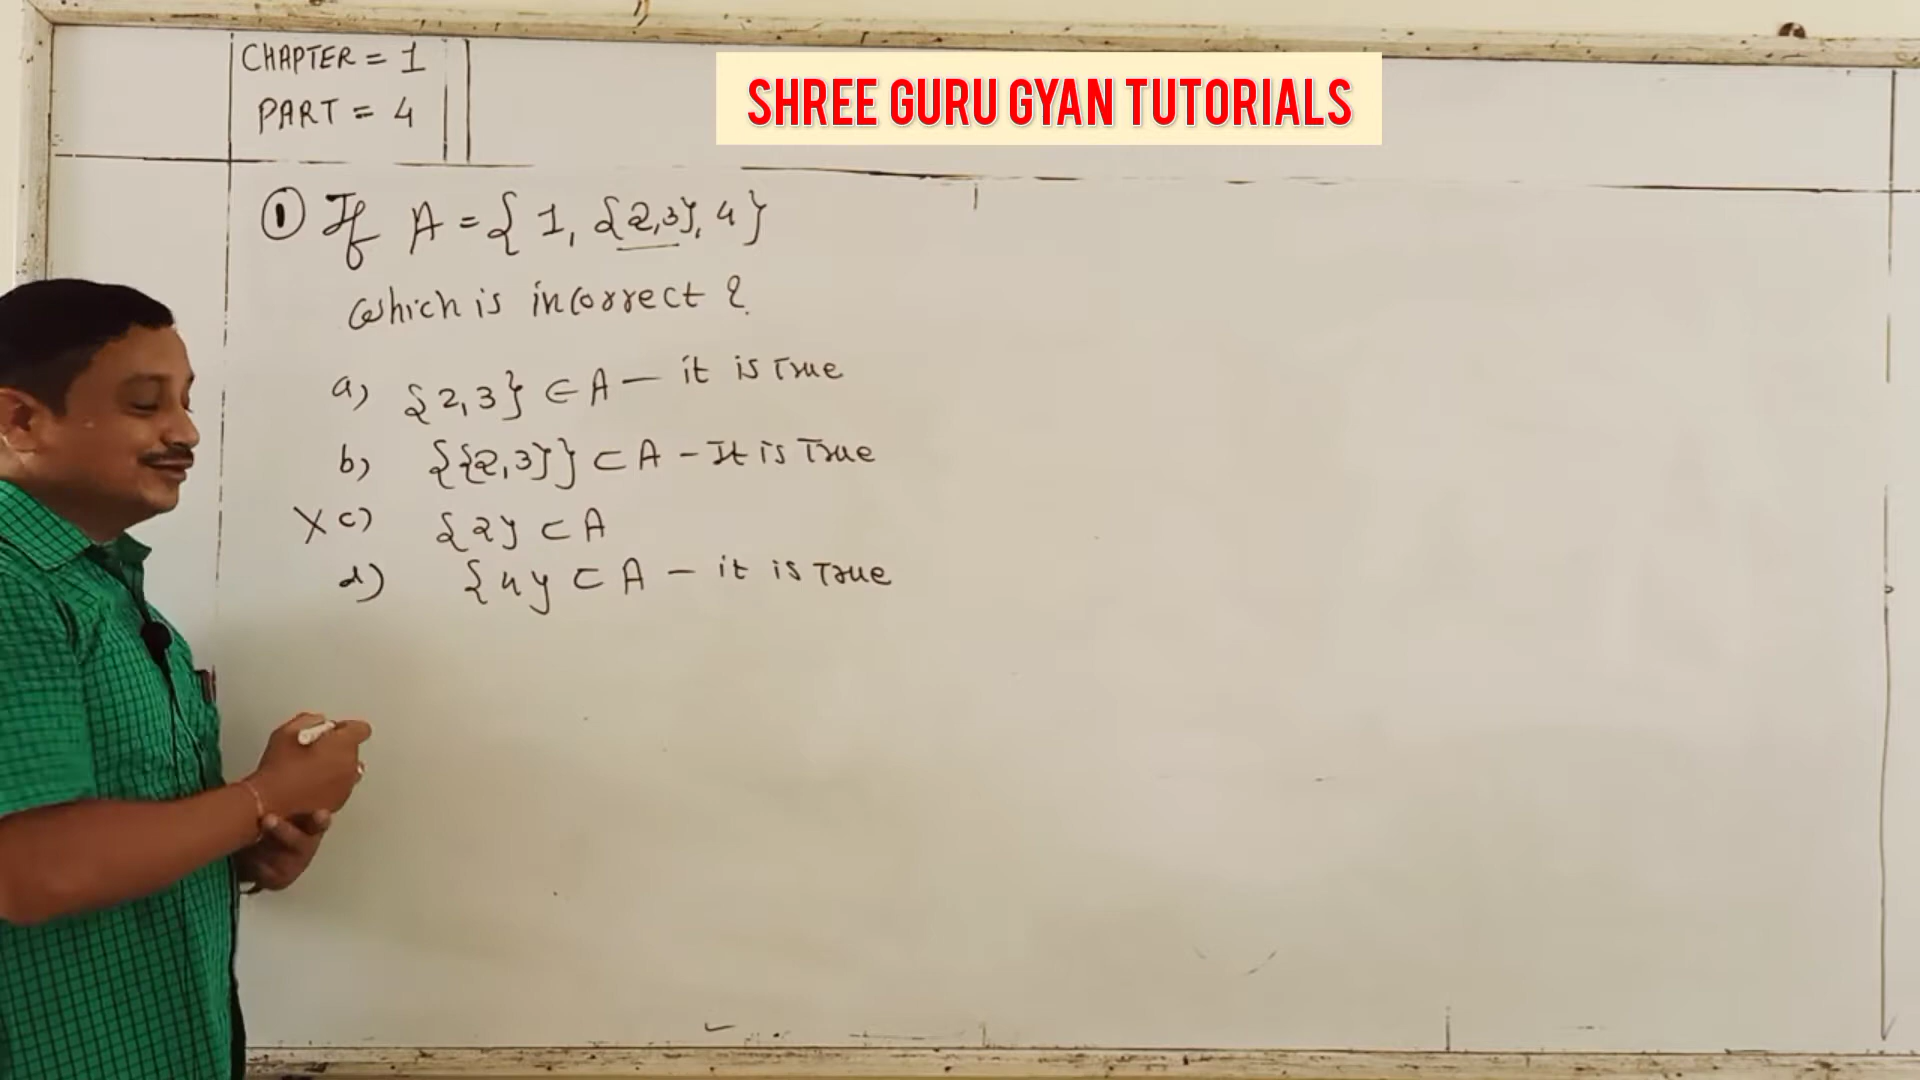 CHAPTER = 1
PART = 4
SHREE GURU GYAN TUTORIALS
① If A = { 1, {2,3}, 4 }
Which is incorrect ?
a) {2,3} ∈ A — it is True
b) {{2,3}} ⊂ A - It is True
X c) {2} ⊂ A
d) {4} ⊂ A — it is True